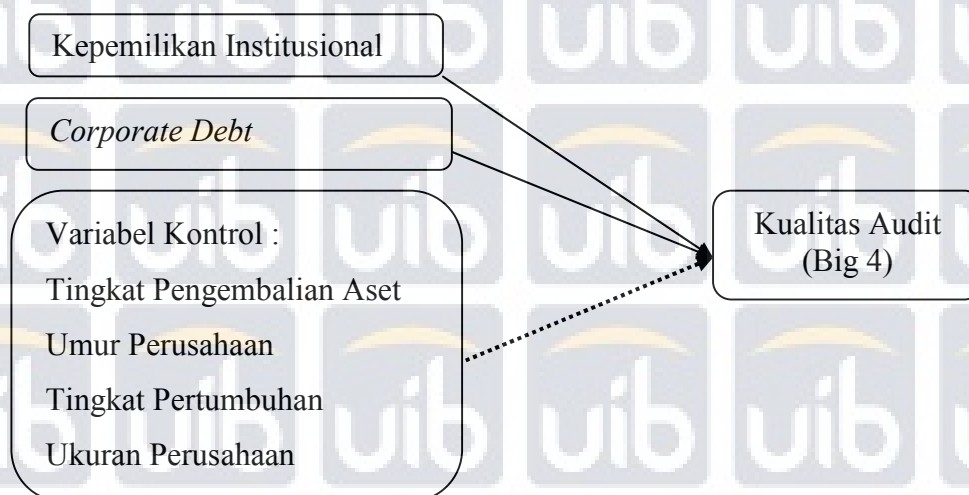 Kepemilikan Institusional
Corporate Debt
Variabel Kontrol :
Tingkat Pengembalian Aset
Umur Perusahaan
Tingkat Pertumbuhan
Ukuran Perusahaan
Kualitas Audit
(Big 4)
uib